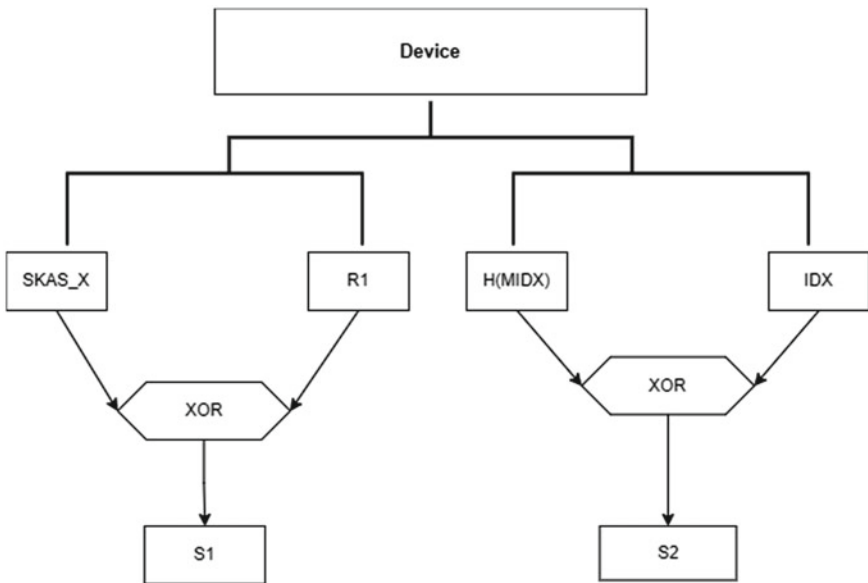 Device
SKAS_X
R1
H(MIDX)
IDX
XOR
XOR
S1
S2